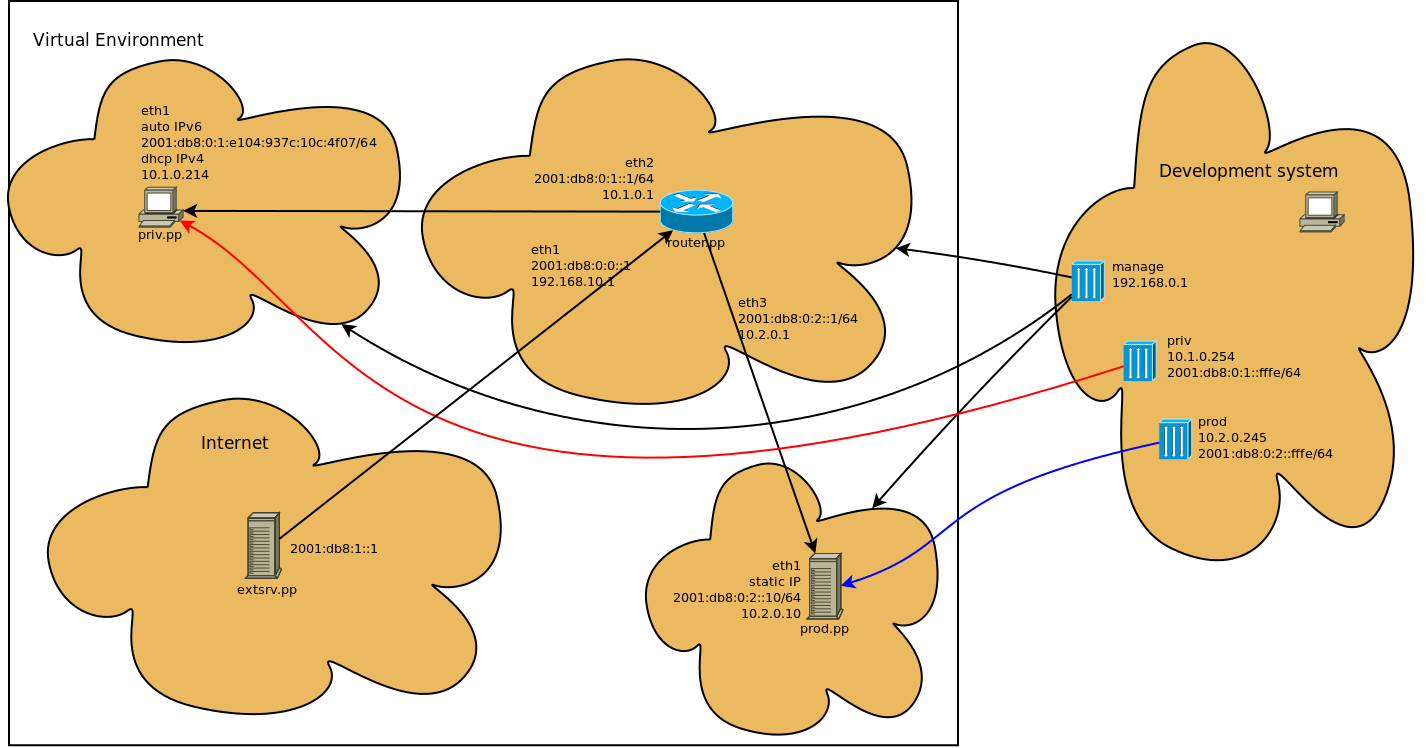 Virtual Environment
eth1
auto IPv6
2001:db8:0:1:e104:937c:10c:4f07/64
dhcp IPv4
10.1.0.214
priv.pp
eth2
2001:db8:0:1::1/64
10.1.0.1
router.pp
eth1
2001:db8:0:0::1
192.168.10.1
eth3
2001:db8:0:2::1/64
10.2.0.1
Development system
manage
192.168.0.1
priv
10.1.0.254
2001:db8:0:1::fffe/64
prod
10.2.0.245
2001:db8:0:2::fffe/64
Internet
2001:db8:1::1
extsrv.pp
eth1
static IP
2001:db8:0:2::10/64
10.2.0.10
prod.pp